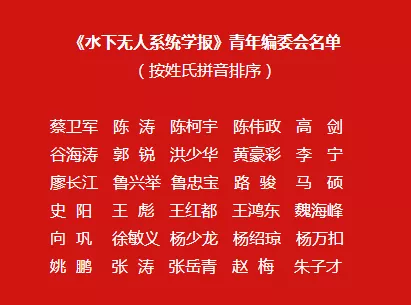 《水下无人系统学报》青年编委会名单
（按姓氏拼音排序）
蔡卫军 陈 涛 陈柯宇 陈伟政 高 剑
谷海涛 郭 锐 洪少华 黄豪彩 李 宁
廖长江 鲁兴举 鲁忠宝 路 骏 马 硕
史 阳 王 彪 王红都 王鸿东 魏海峰
向 巩 徐敏义 杨少龙 杨绍琼 杨万扣
姚 鹏 张 涛 张岳青 赵 梅 朱子才